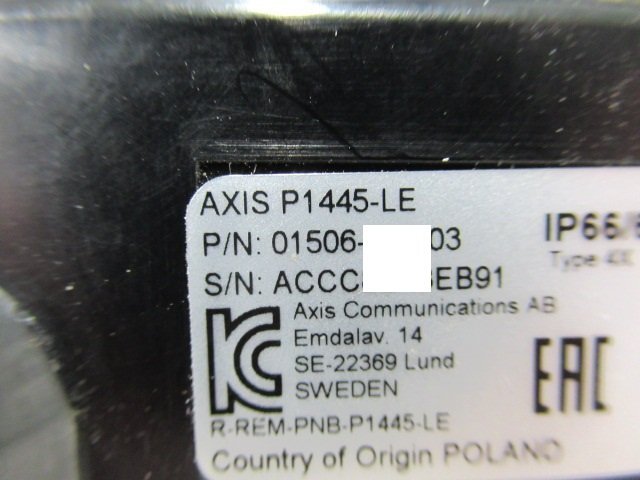 AXIS P1445-LE
P/N: 01506- 03
S/N: ACCC EB91
IP66/
Type 4X
Axis Communications AB
Emdalav. 14
SE-22369 Lund
SWEDEN
KC
EAC
R-REM-PNB-P1445-LE
Country of Origin POLAND